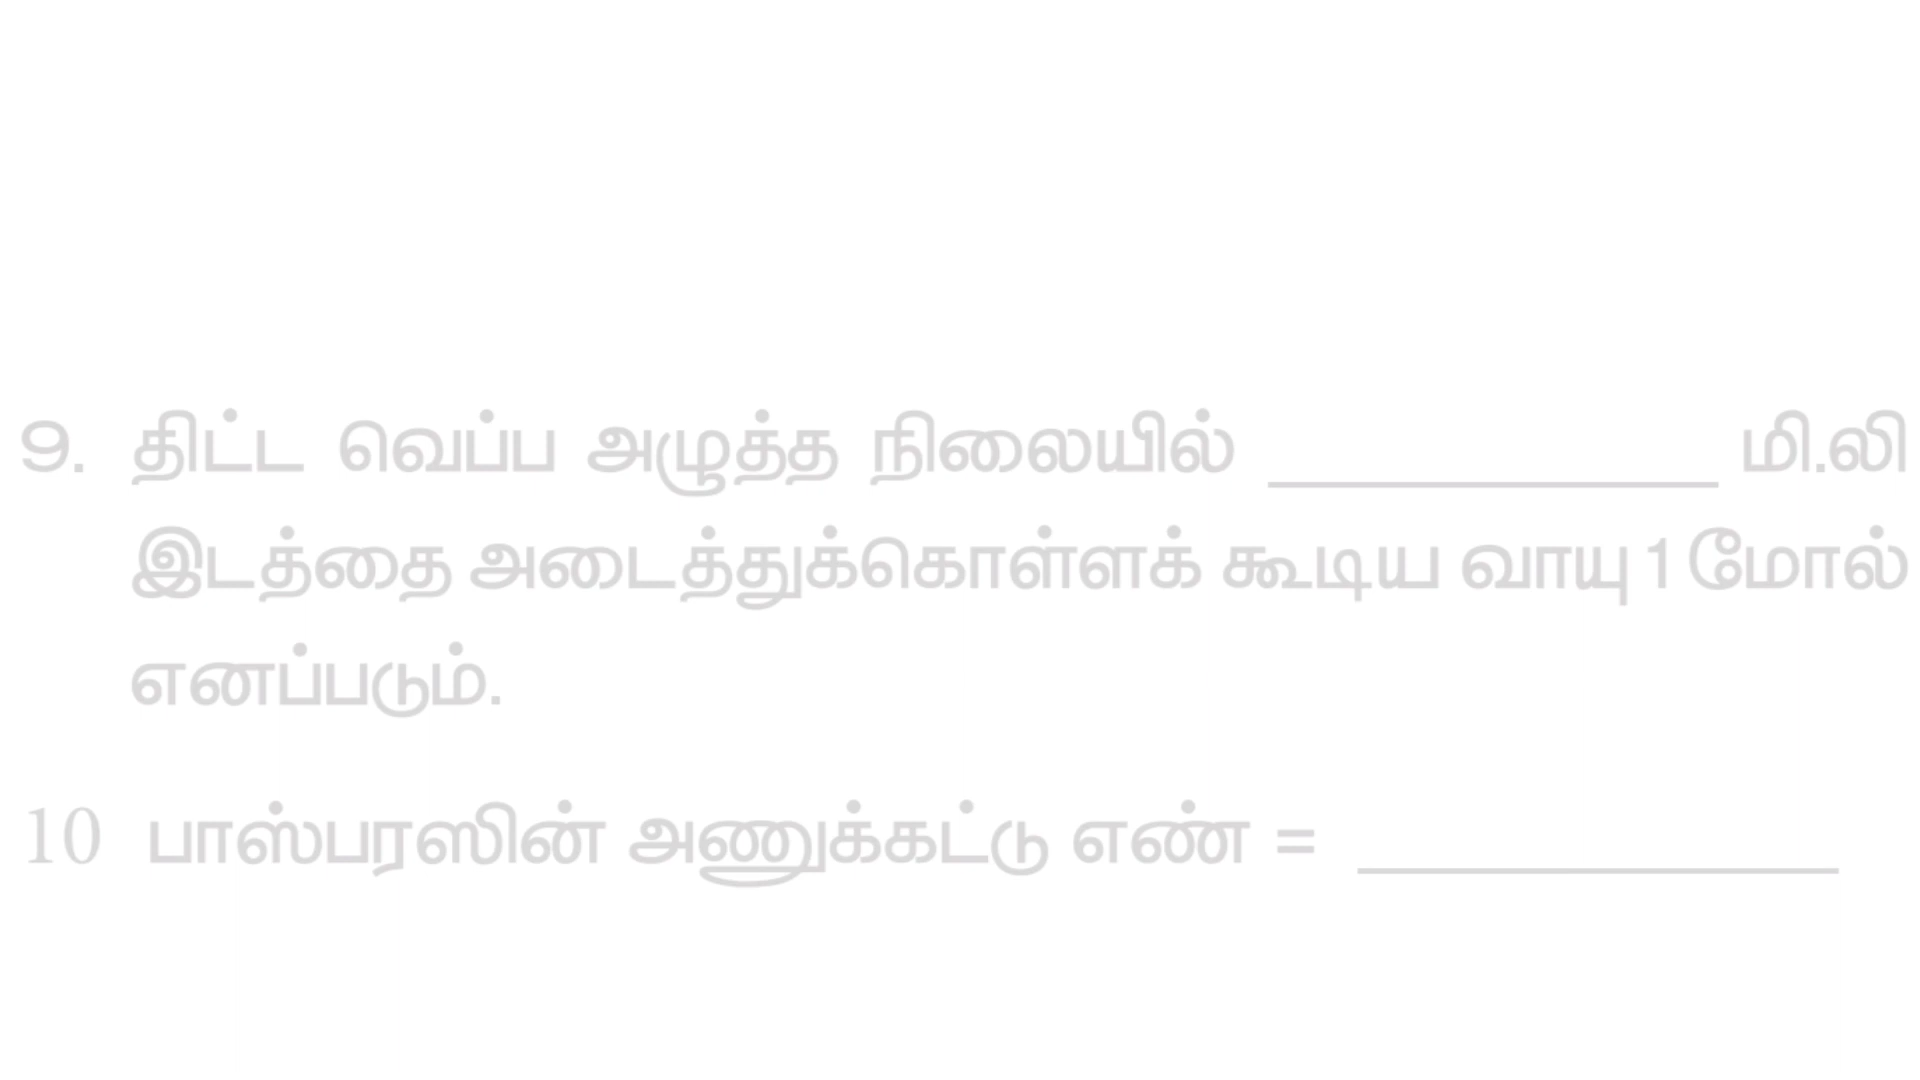 9. திட்ட வெப்ப அழுத்த நிலையில் ____________ மி.லி
இடத்தை அடைத்துக்கொள்ளக் கூடிய வாயு 1 மோல்
எனப்படும்.
10 பாஸ்பரஸின் அணுக்கட்டு எண் = ____________